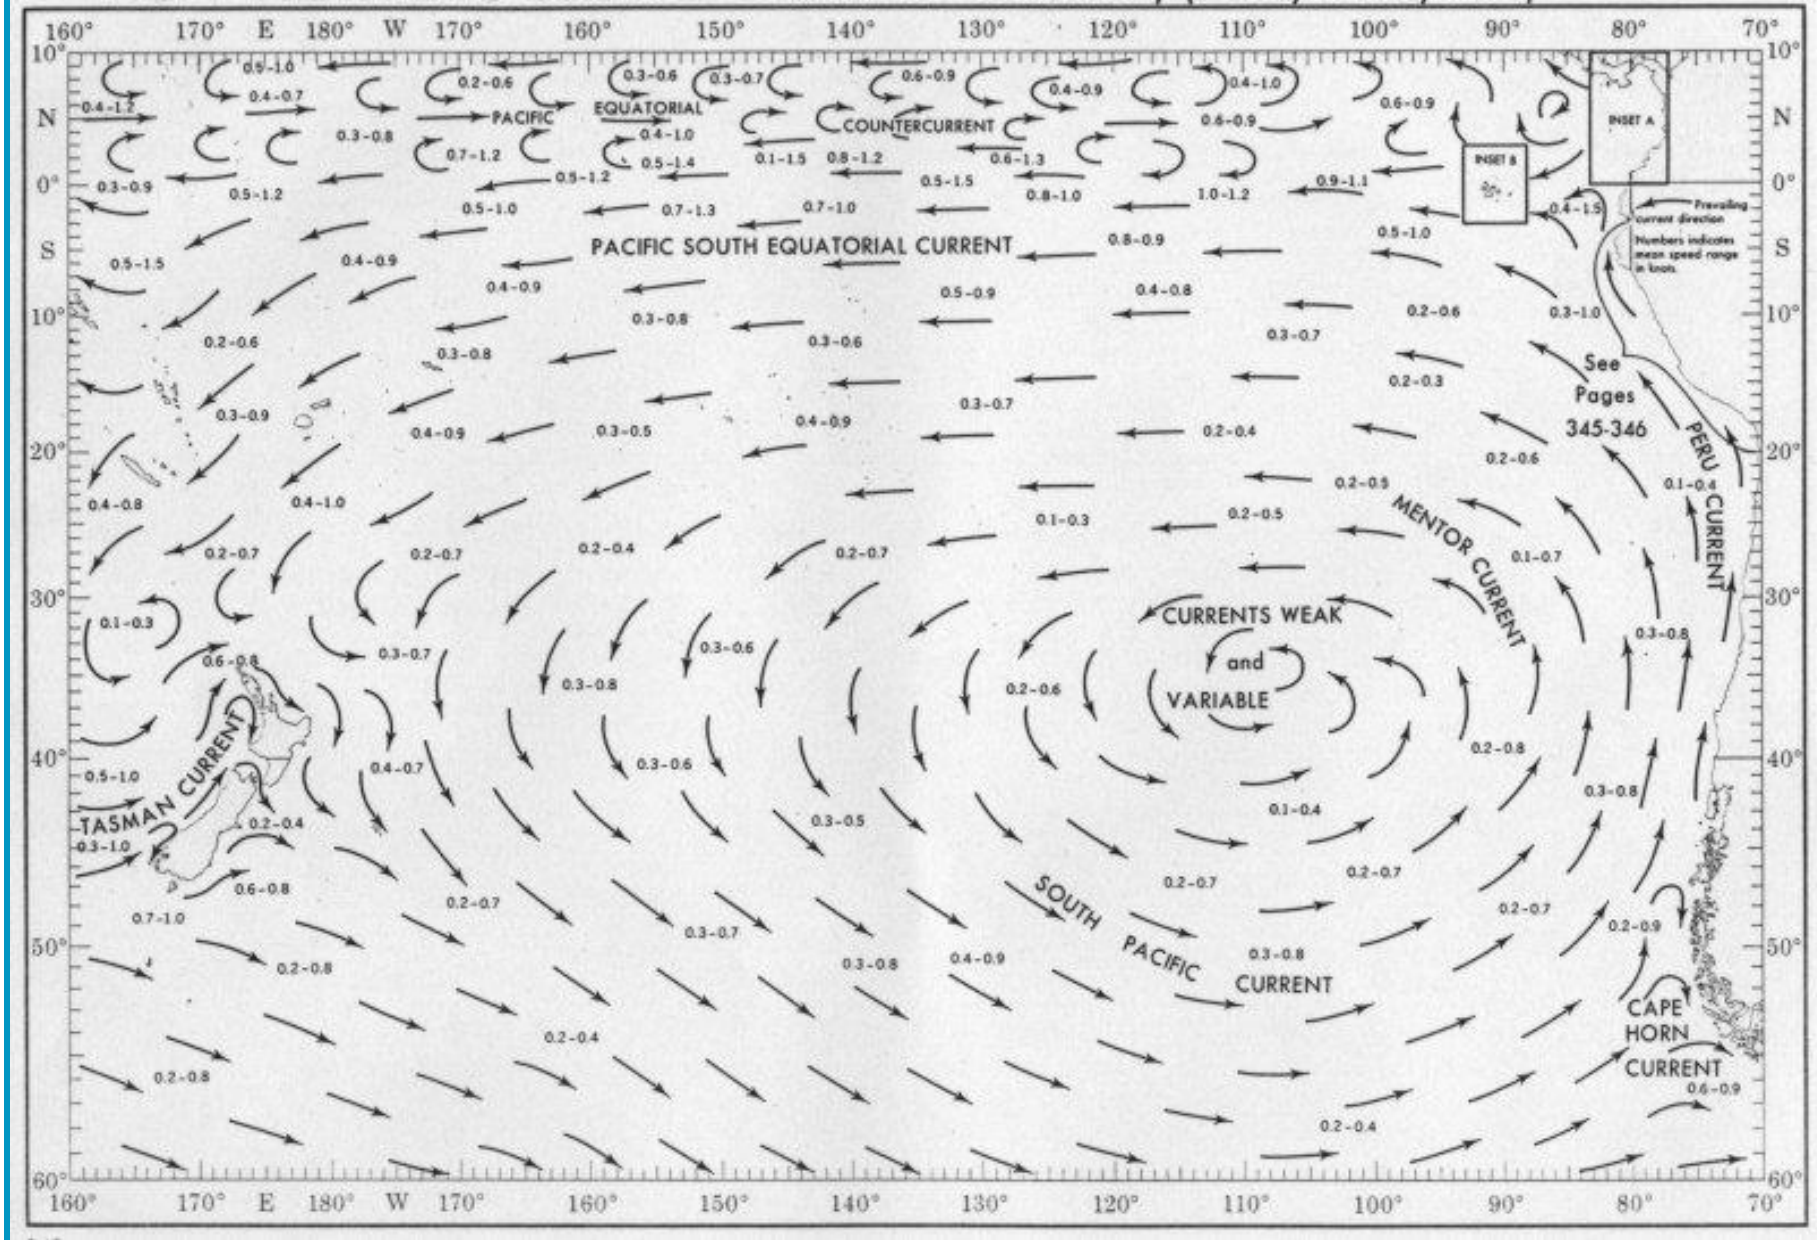 160° 170° E 180° W 170° 160° 150° 140° 130° 120° 110° 100° 90° 80° 70°
10° 10°
0.5-1.0 0.2-0.6 0.3-0.6 0.3-0.7 0.6-0.9 0.4-0.9 0.4-1.0 0.6-0.9
0.4-1.2 0.4-0.7 EQUATORIAL
N PACIFIC COUNTERCURRENT 0.6-0.9 INSET A N
0.3-0.8 0.4-1.0
0.7-1.2 0.5-1.4 0.1-1.5 0.8-1.2 0.6-1.3 INSET B
0° 0.3-0.9 0.5-1.2 0.5-1.2 0.5-1.5 0.8-1.0 1.0-1.2 0.9-1.1 0°
0.5-1.0 0.7-1.3 0.7-1.0 0.4-1.5 Prevailing
current direction
Numbers indicates
mean speed range
in knots.
S PACIFIC SOUTH EQUATORIAL CURRENT 0.8-0.9 0.5-1.0 S
0.5-1.5 0.4-0.9
0.4-0.9 0.5-0.9 0.4-0.8
10° 0.3-0.8 0.2-0.6 0.3-1.0 10°
0.2-0.6 0.3-0.8 0.3-0.6 0.3-0.7
See
Pages
345-346
0.2-0.3
0.3-0.9 0.4-0.9 0.3-0.5 0.4-0.9 0.3-0.7 0.2-0.4
20° 0.2-0.6 20°
PERU CURRENT
0.4-0.8 0.4-1.0 0.2-0.5 0.1-0.4
0.1-0.3 0.2-0.5
MENTOR CURRENT
0.2-0.7 0.2-0.7 0.2-0.4 0.2-0.7 0.1-0.7
30° 30°
0.1-0.3 CURRENTS WEAK
and
VARIABLE
0.6-0.8 0.3-0.7 0.3-0.6 0.3-0.8
0.3-0.8 0.2-0.6
40° 0.5-1.0 0.4-0.7 0.3-0.6 0.2-0.8 40°
TASMAN CURRENT
0.3-0.8
0.2-0.4 0.3-0.5 0.1-0.4
0.3-1.0
0.6-0.8 0.2-0.7 0.2-0.7 0.2-0.7
0.7-1.0 0.2-0.7 0.2-0.9
SOUTH PACIFIC CURRENT
0.3-0.7
50° 0.2-0.8 0.3-0.8 0.4-0.9 0.3-0.8 50°
CAPE
HORN
CURRENT
0.2-0.4
0.2-0.8 0.6-0.9
0.2-0.4
60° 60°
160° 170° E 180° W 170° 160° 150° 140° 130° 120° 110° 100° 90° 80° 70°